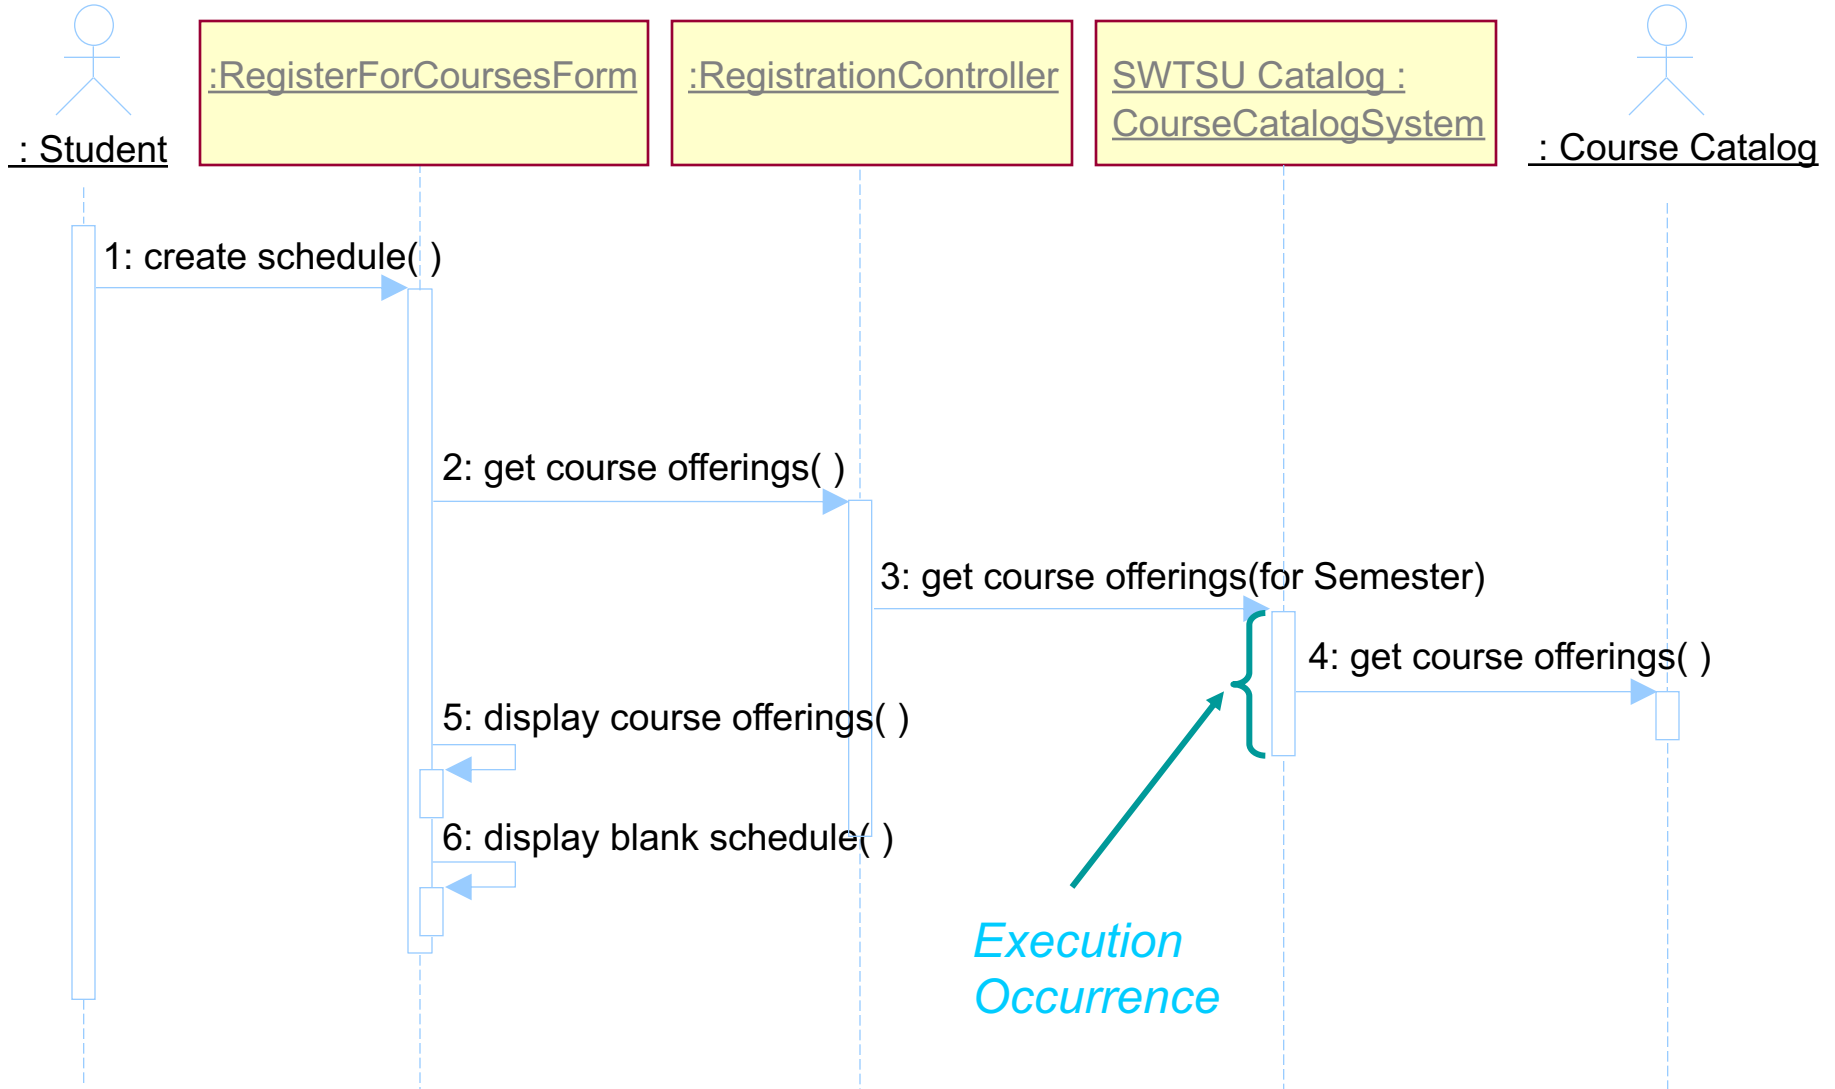 : Student
:RegisterForCoursesForm
:RegistrationController
SWTSU Catalog :
CourseCatalogSystem
: Course Catalog
1: create schedule( )
2: get course offerings( )
3: get course offerings(for Semester)
4: get course offerings( )
5: display course offerings( )
6: display blank schedule( )
Execution
Occurrence